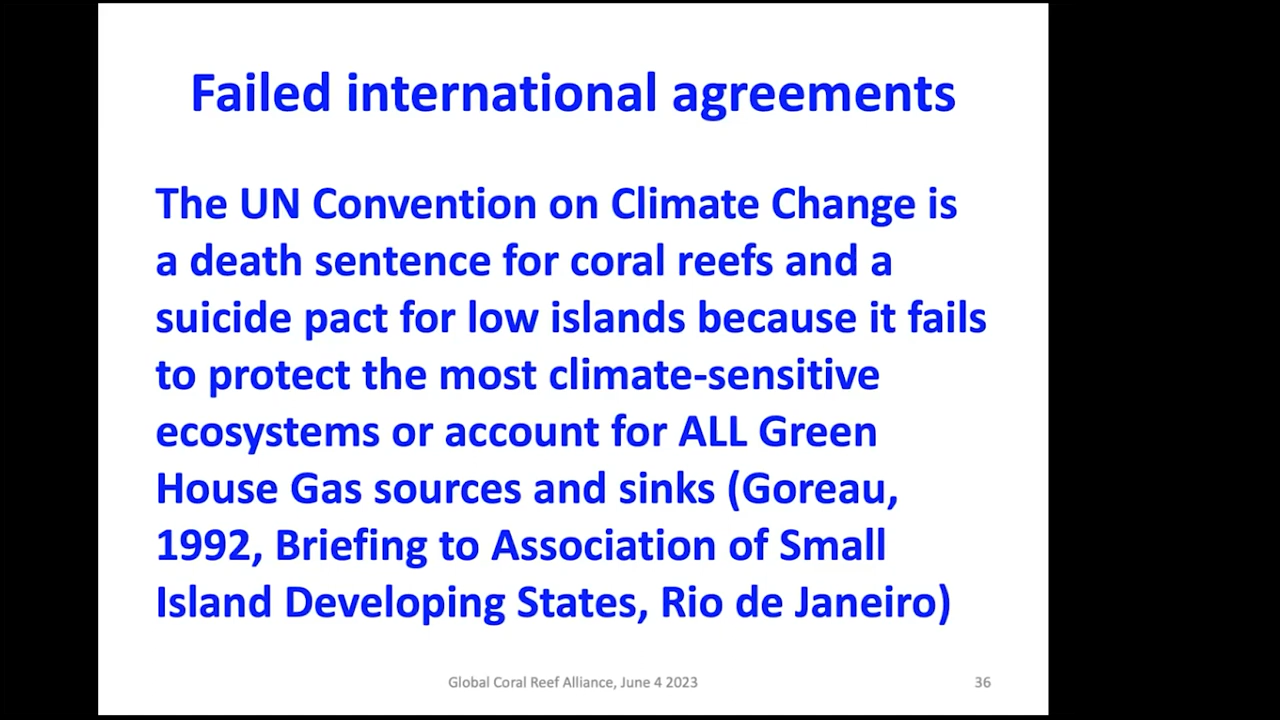 Failed international agreements
The UN Convention on Climate Change is
a death sentence for coral reefs and a
suicide pact for low islands because it fails
to protect the most climate-sensitive
ecosystems or account for ALL Green
House Gas sources and sinks (Goreau,
1992, Briefing to Association of Small
Island Developing States, Rio de Janeiro)
Global Coral Reef Alliance, June 4 2023
36